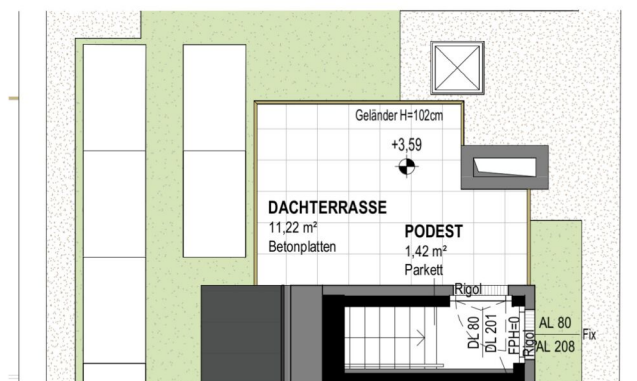 Geländer H=102cm
+3,59
DACHTERRASSE
11,22 m²
Betonplatten
PODEST
1,42 m²
Parkett
Rigol
DL 80
DL 201
FPH=0
Rigol
AL 80
AL 208
Fix